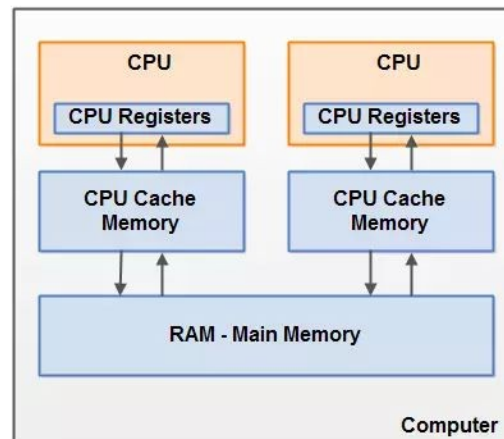 CPU
CPU
CPU Registers
CPU Registers
CPU Cache
Memory
CPU Cache
Memory
RAM - Main Memory
Computer